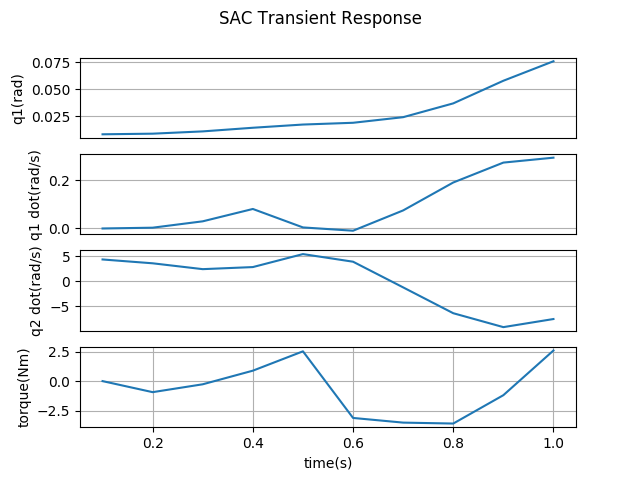 SAC Transient Response
q1(rad)
0.075
0.050
0.025
q1 dot(rad/s)
0.2
0.0
q2 dot(rad/s)
5
0
−5
torque(Nm)
2.5
0.0
−2.5
0.2 0.4 0.6 0.8 1.0
time(s)